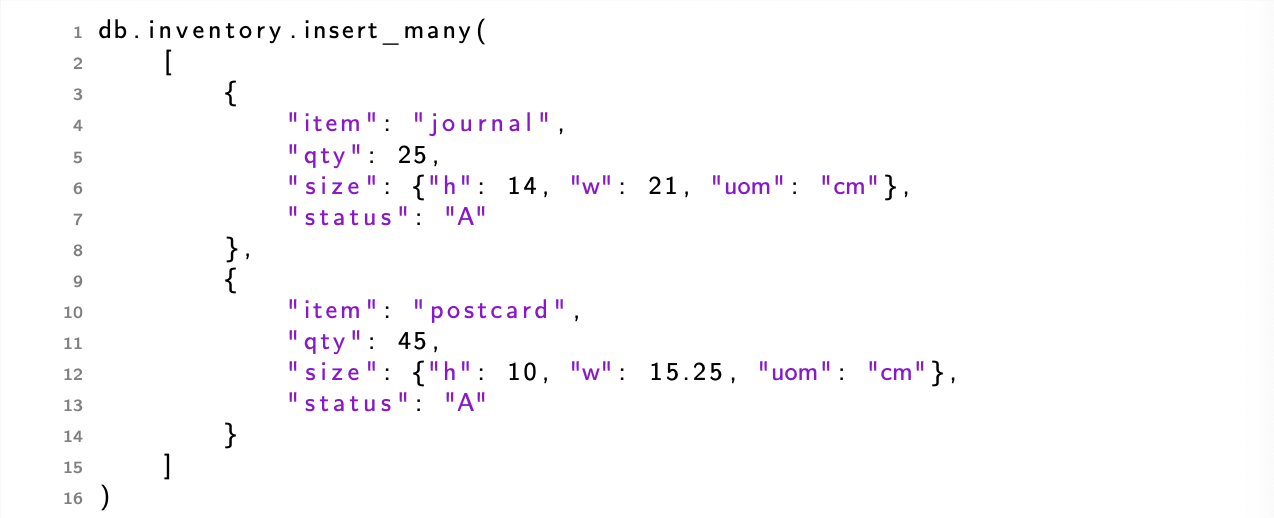 1 db.inventory.insert_many(
2     [
3         {
4             "item": "journal",
5             "qty": 25,
6             "size": {"h": 14, "w": 21, "uom": "cm"},
7             "status": "A"
8         },
9         {
10             "item": "postcard",
11             "qty": 45,
12             "size": {"h": 10, "w": 15.25, "uom": "cm"},
13             "status": "A"
14         }
15     ]
16 )